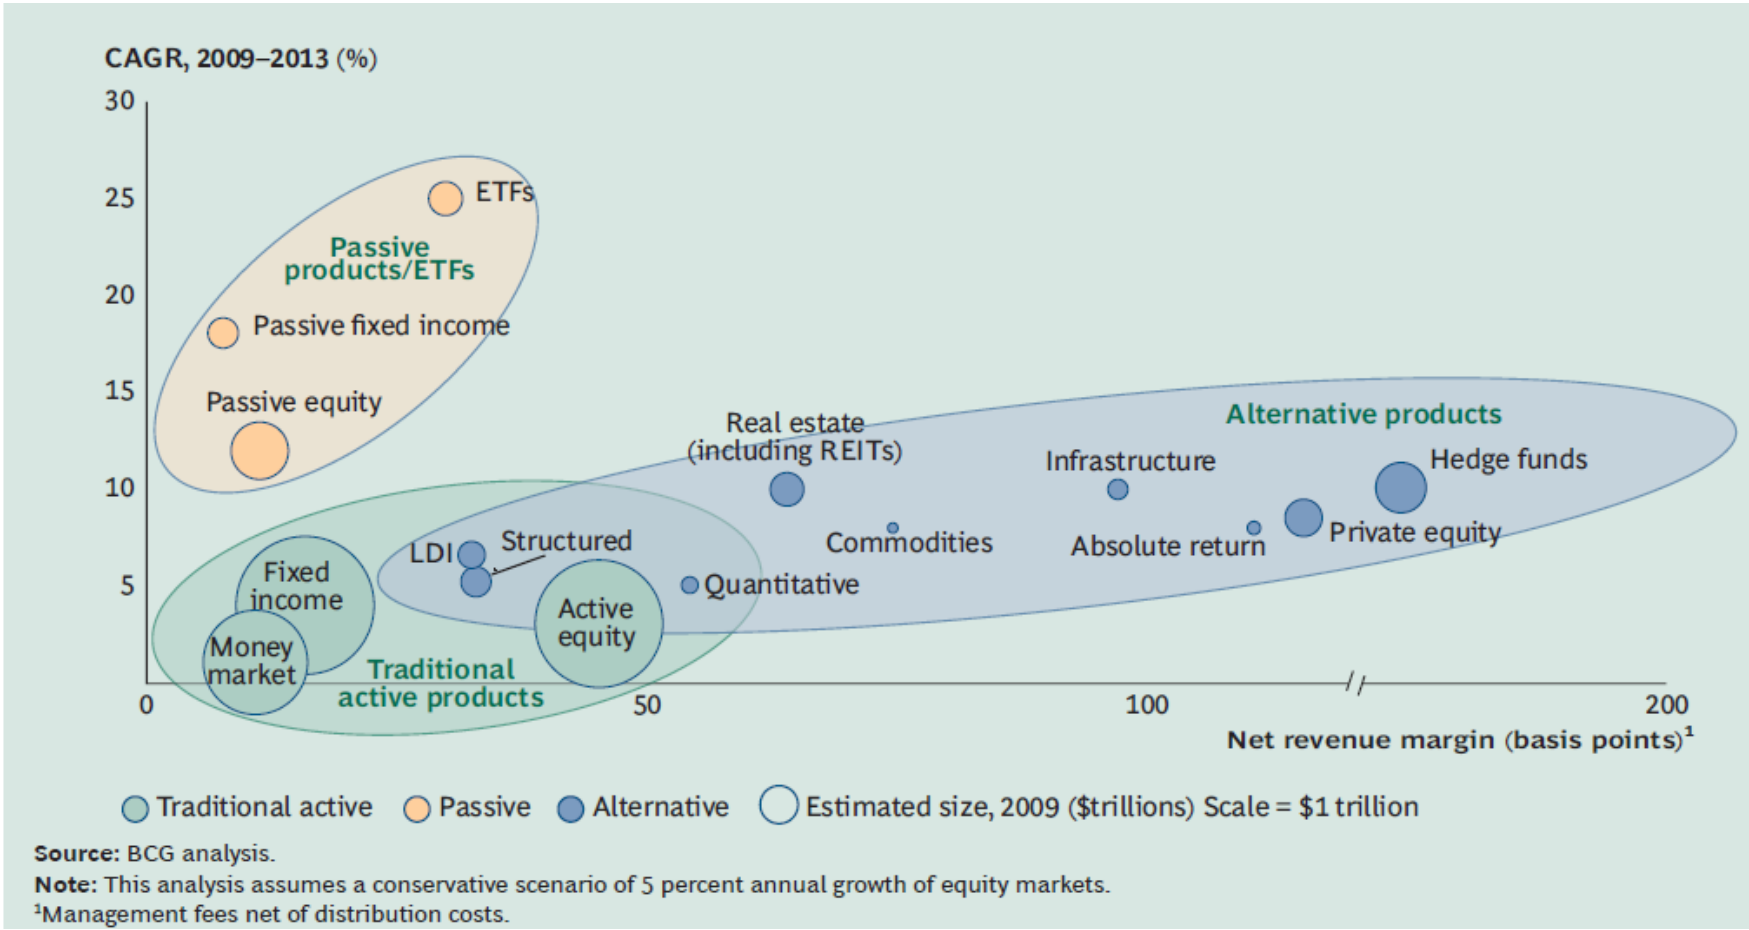 CAGR, 2009–2013 (%)
30
25
20
15
10
5
ETFs
Passive
products/ETFs
Passive fixed income
Passive equity
Real estate
(including REITs)
Alternative products
Infrastructure
Hedge funds
Commodities
Absolute return
Private equity
LDI
Structured
Quantitative
Fixed
income
Active
equity
Money
market
Traditional
active products
0
50
100
200
Net revenue margin (basis points)¹
Traditional active
Passive
Alternative
Estimated size, 2009 ($trillions) Scale = $1 trillion
Source: BCG analysis.
Note: This analysis assumes a conservative scenario of 5 percent annual growth of equity markets.
¹Management fees net of distribution costs.